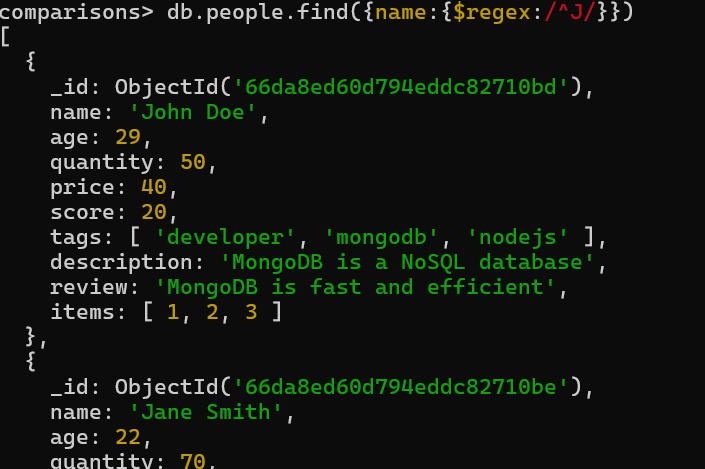 comparisons> db.people.find({name:{$regex:/^J/}})
[
  {
    _id: ObjectId('66da8ed60d794eddc82710bd'),
    name: 'John Doe',
    age: 29,
    quantity: 50,
    price: 40,
    score: 20,
    tags: [ 'developer', 'mongodb', 'nodejs' ],
    description: 'MongoDB is a NoSQL database',
    review: 'MongoDB is fast and efficient',
    items: [ 1, 2, 3 ]
  },
  {
    _id: ObjectId('66da8ed60d794eddc82710be'),
    name: 'Jane Smith',
    age: 22,
    quantity: 70,